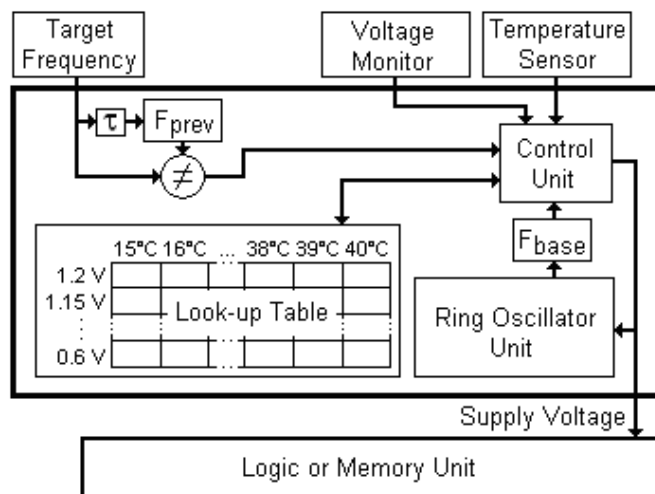 Target
Frequency
Voltage
Monitor
Temperature
Sensor
τ
Fprev
≠
Control
Unit
Fbase
15°C 16°C ... 38°C 39°C 40°C
1.2 V
1.15 V
⋮
0.6 V
Look-up Table
Ring Oscillator
Unit
Supply Voltage
Logic or Memory Unit